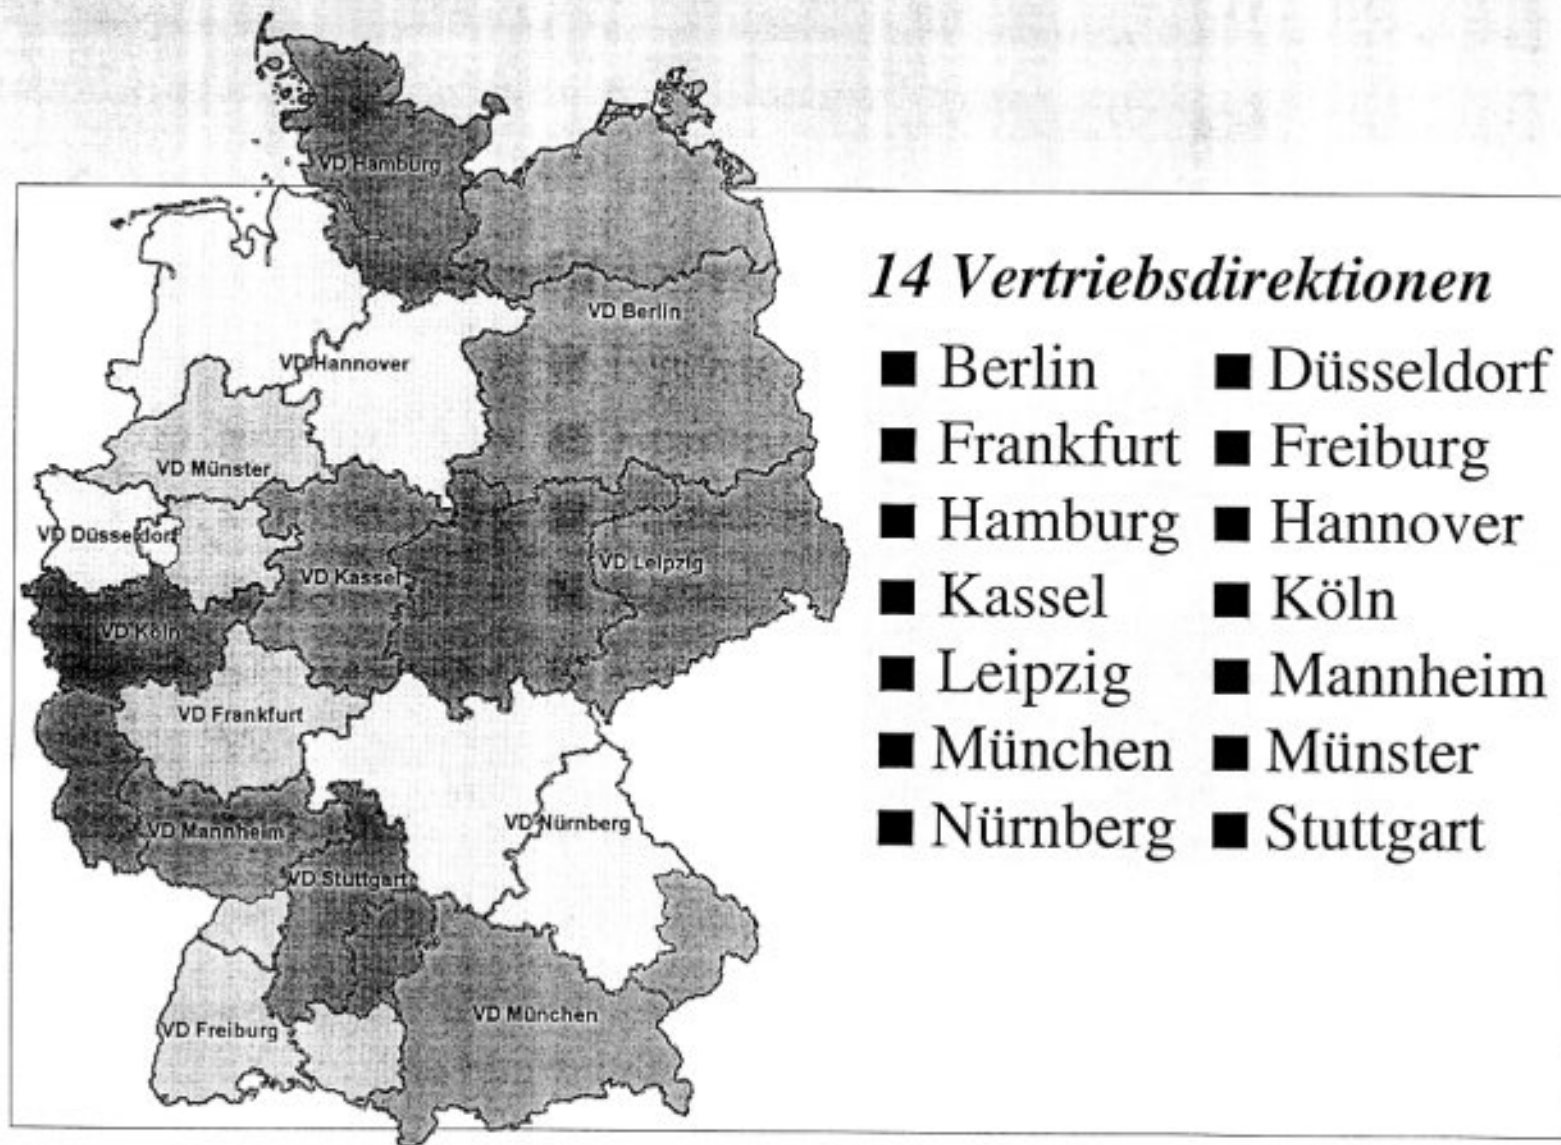 VD Hamburg
VD Berlin
VD Hannover
VD Münster
VD Düsseldorf
VD Kassel
VD Leipzig
VD Köln
VD Frankfurt
VD Nürnberg
VD Mannheim
VD Stuttgart
VD München
VD Freiburg
14 Vertriebsdirektionen
■ Berlin ■ Düsseldorf
■ Frankfurt ■ Freiburg
■ Hamburg ■ Hannover
■ Kassel ■ Köln
■ Leipzig ■ Mannheim
■ München ■ Münster
■ Nürnberg ■ Stuttgart